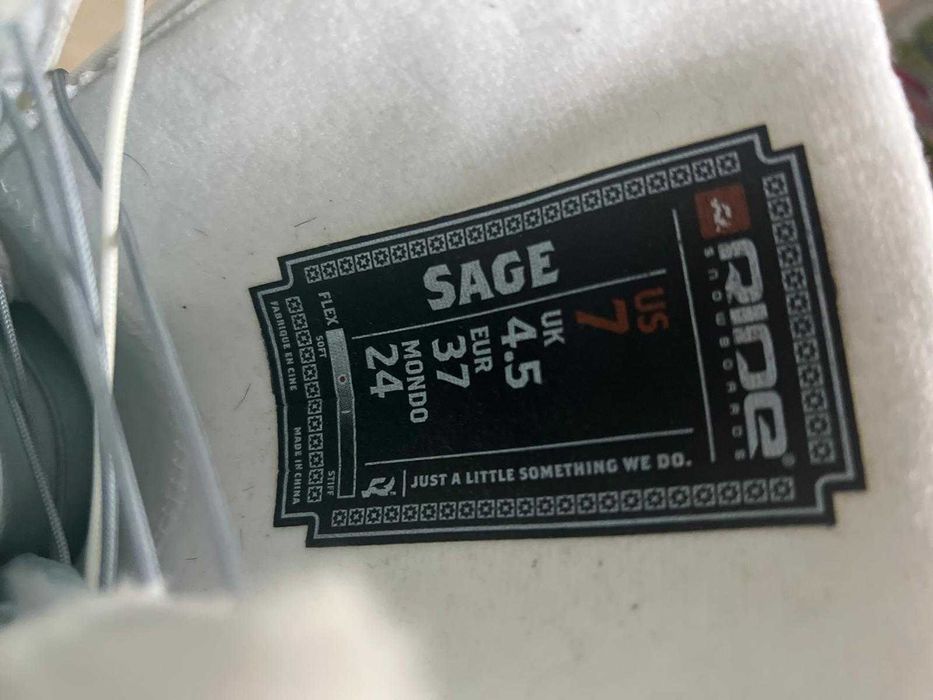 RIDE®
SNOWBOARDS
US
7
UK
4.5
EUR
37
MONDO
24
SAGE
JUST A LITTLE SOMETHING WE DO.
FLEX
SOFT
STIFF
FABRIQUE EN CINE
MADE IN CHINA